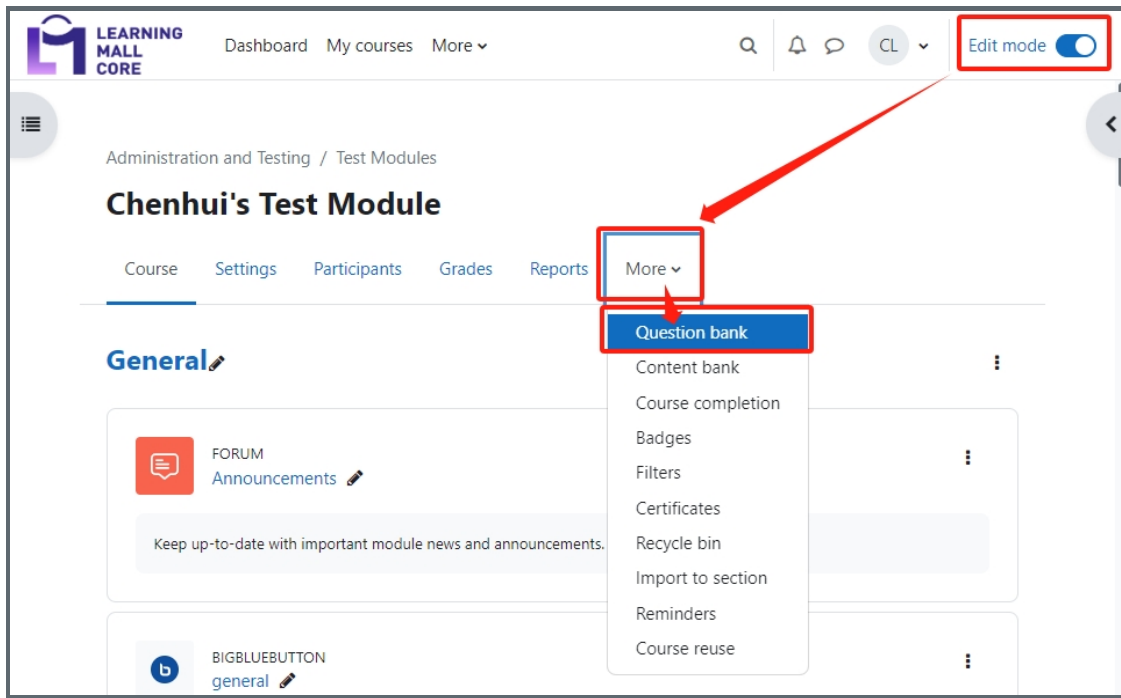 LEARNING
MALL
CORE
Dashboard My courses More
CL
Edit mode
Administration and Testing / Test Modules
Chenhui's Test Module
Course Settings Participants Grades Reports More
Question bank
Content bank
Course completion
Badges
Filters
Certificates
Recycle bin
Import to section
Reminders
Course reuse
General
FORUM
Announcements
Keep up-to-date with important module news and announcements.
BIGBLUEBUTTON
general